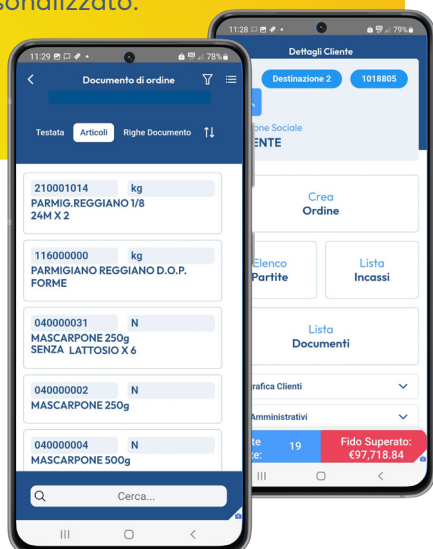 sonalizzato.
11:29
78%
Documento di ordine
Testata Articoli Righe Documento
210001014 kg
PARMIG.REGGIANO 1/8
24M X 2
116000000 kg
PARMIGIANO REGGIANO D.O.P.
FORME
040000031 N
MASCARPONE 250g
SENZA LATTOSIO X 6
040000002 N
MASCARPONE 250g
040000004 N
MASCARPONE 500g
Cerca...
11:28
79%
Dettagli Cliente
Destinazione 2 1018805
one Sociale
ENTE
Crea
Ordine
Elenco
Partite
Lista
Incassi
Lista
Documenti
rafica Clienti
Amministrativi
te 19
te:
Fido Superato:
€97,718.84